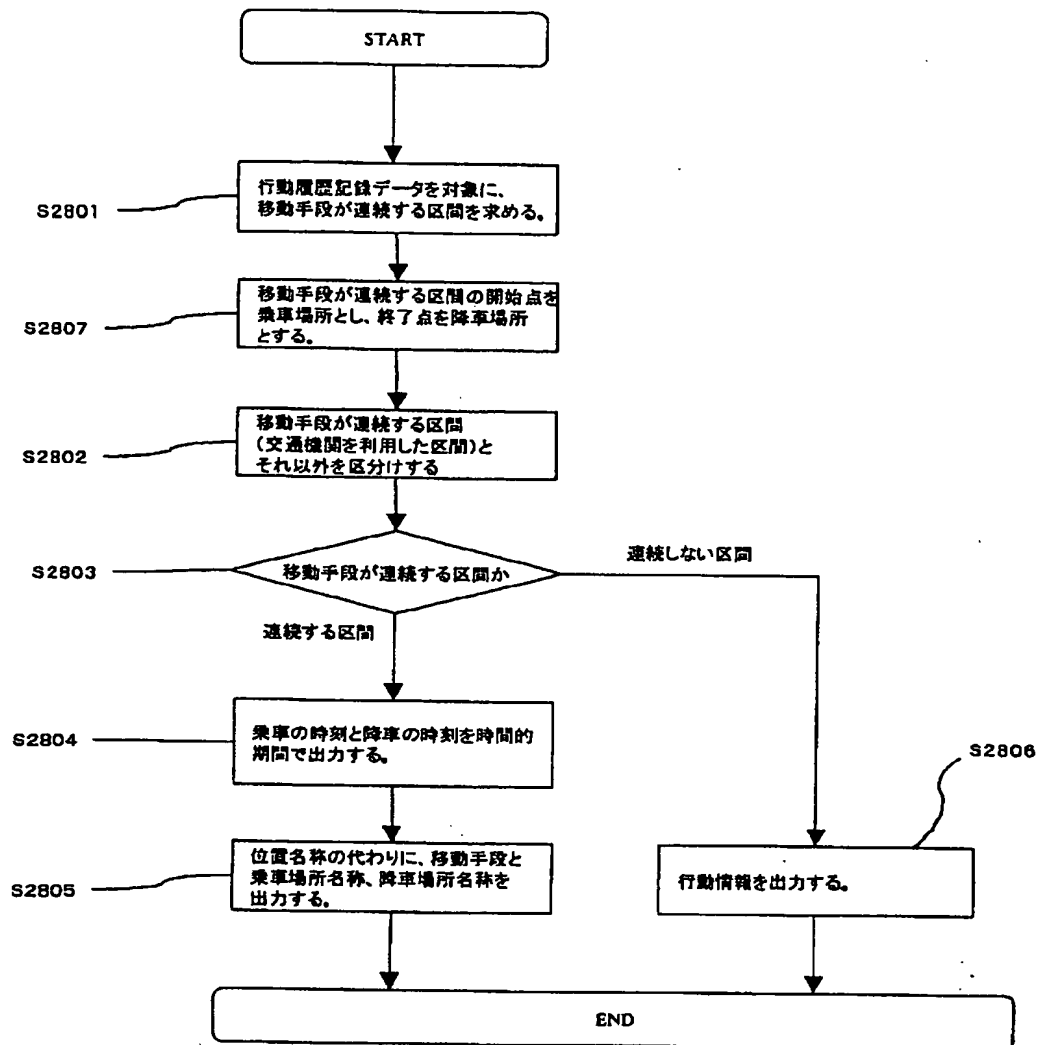 START
S2801
行動履歴記録データを対象に、
移動手段が連続する区間を求める。
S2807
移動手段が連続する区間の開始点を
乗車場所とし、終了点を降車場所
とする。
S2802
移動手段が連続する区間
(交通機関を利用した区間)と
それ以外を区分けする
S2803
移動手段が連続する区間か
連続しない区間
連続する区間
S2804
乗車の時刻と降車の時刻を時間的
期間で出力する。
S2806
S2805
位置名称の代わりに、移動手段と
乗車場所名称、降車場所名称を
出力する。
行動情報を出力する。
END